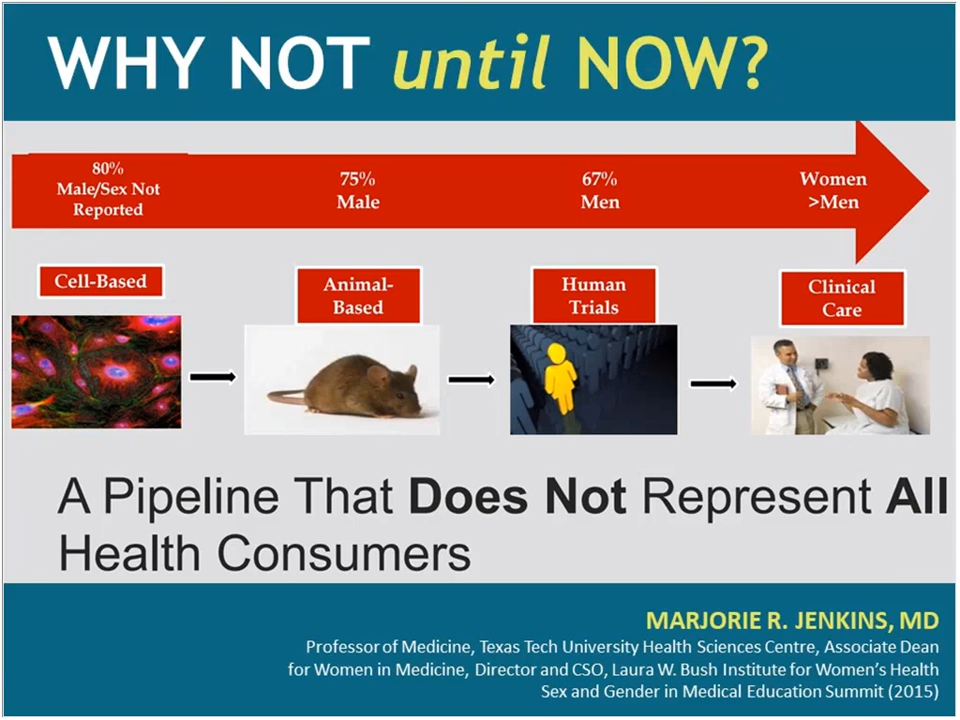 WHY NOT until NOW?
80%
Male/Sex Not
Reported
75%
Male
67%
Men
Women
>Men
Cell-Based
Animal-
Based
Human
Trials
Clinical
Care
A Pipeline That Does Not Represent All
Health Consumers
MARJORIE R. JENKINS, MD
Professor of Medicine, Texas Tech University Health Sciences Centre, Associate Dean
for Women in Medicine, Director and CSO, Laura W. Bush Institute for Women's Health
Sex and Gender in Medical Education Summit (2015)